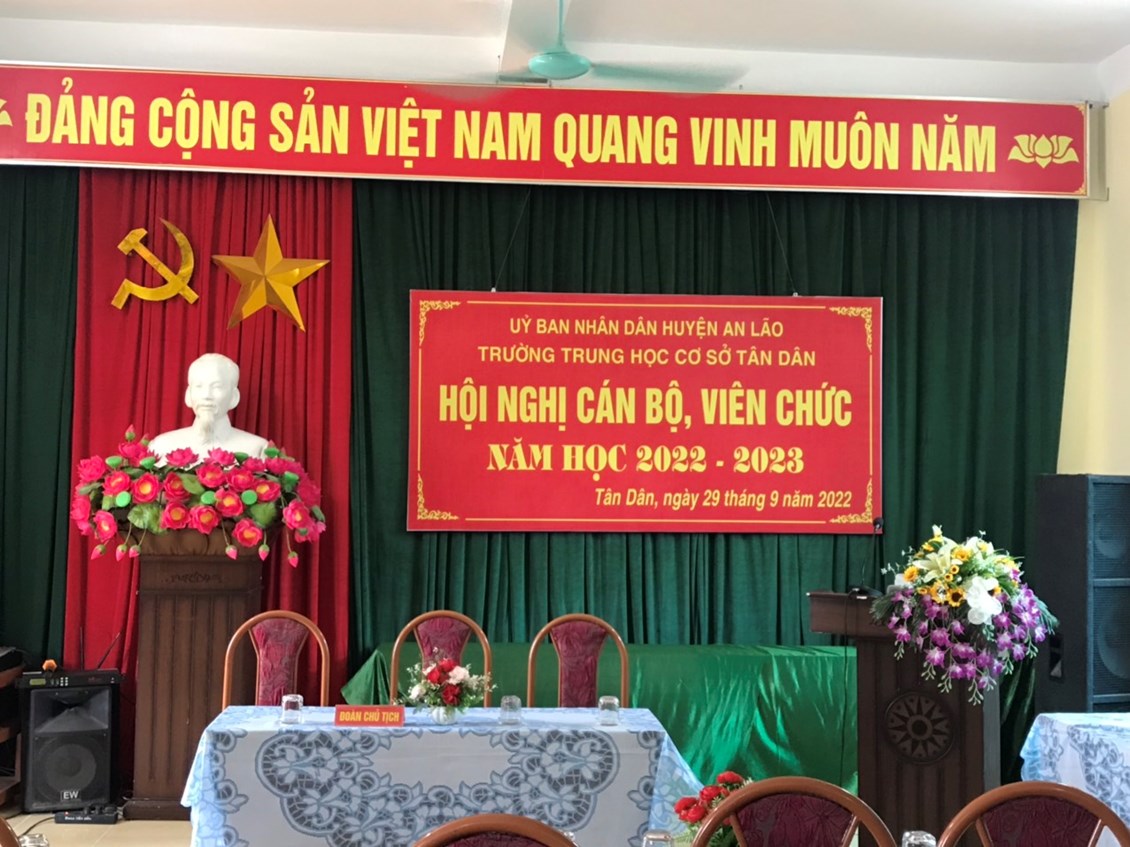 ĐẢNG CỘNG SẢN VIỆT NAM QUANG VINH MUÔN NĂM
UỶ BAN NHÂN DÂN HUYỆN AN LÃO
TRƯỜNG TRUNG HỌC CƠ SỞ TÂN DÂN
HỘI NGHỊ CÁN BỘ, VIÊN CHỨC
NĂM HỌC 2022 - 2023
Tân Dân, ngày 29 tháng 9 năm 2022
ĐOÀN CHỦ TỊCH
EW